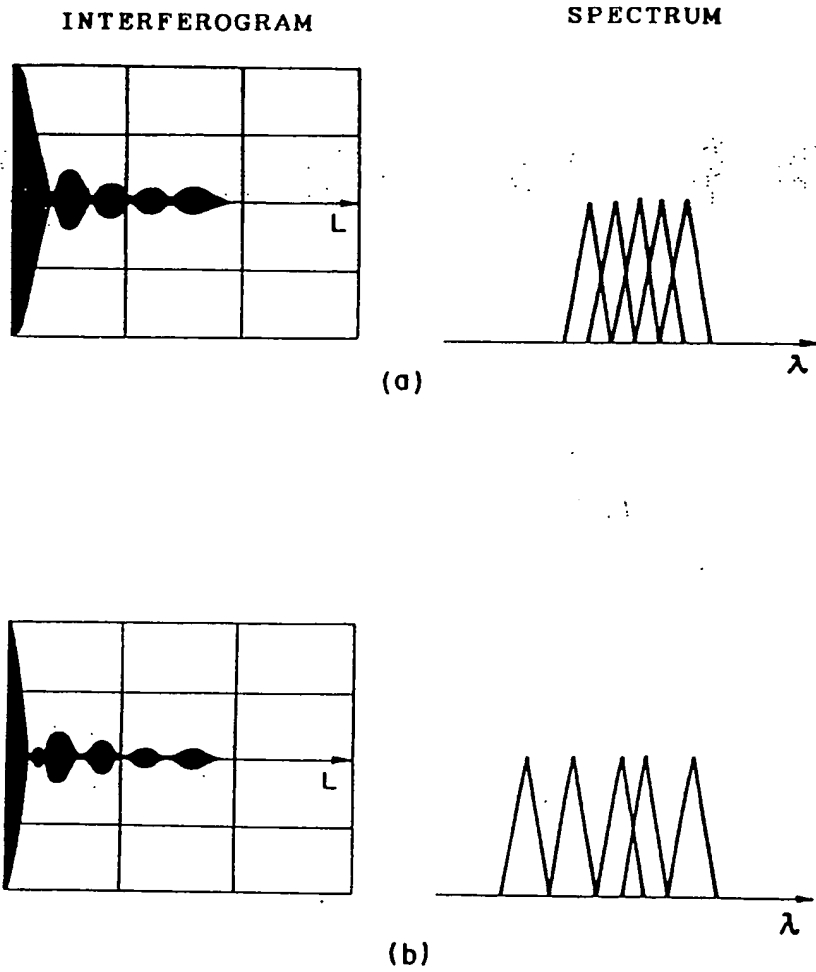 INTERFEROGRAM
SPECTRUM
L
λ
(a)
L
λ
(b)